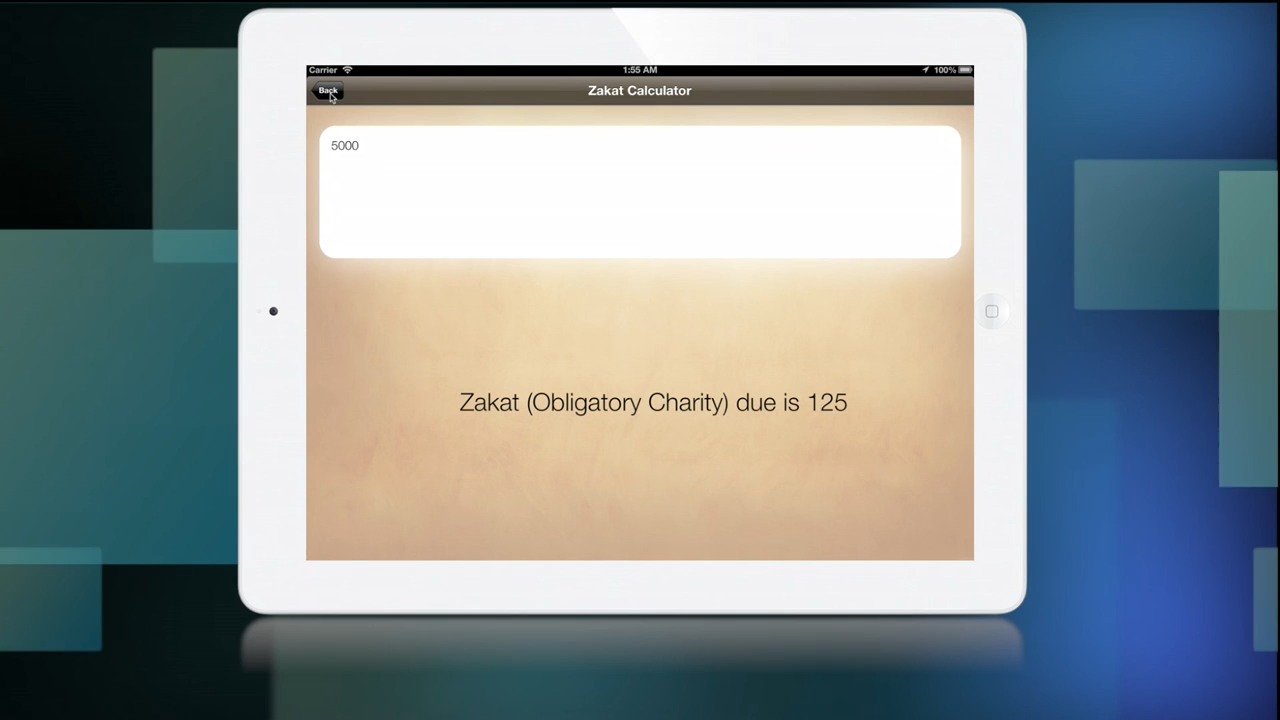 Carrier 1:55 AM 100%
Back Zakat Calculator
5000
Zakat (Obligatory Charity) due is 125